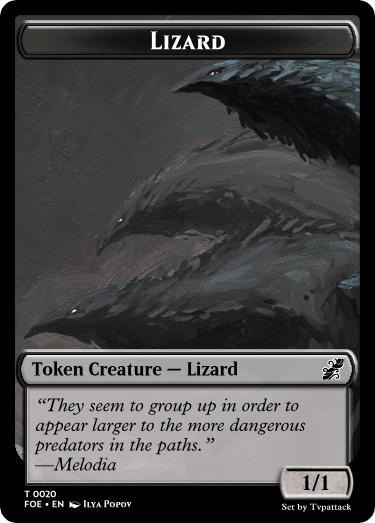 Lizard
Token Creature — Lizard
“They seem to group up in order to
appear larger to the more dangerous
predators in the paths.”
—Melodia
1/1
T 0020
FOE • EN Ilya Popov
Set by Tvpattack